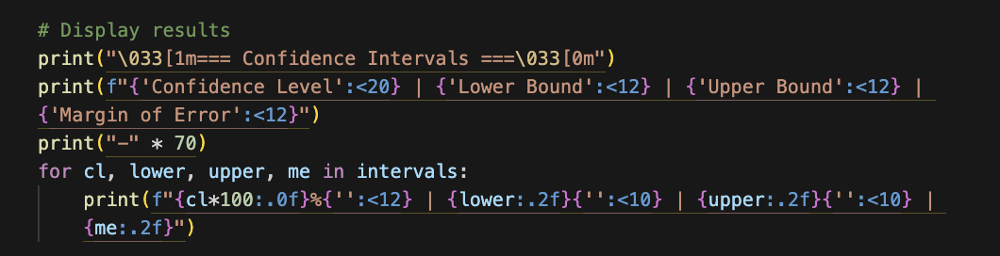 # Display results
print("\033[1m=== Confidence Intervals ===\033[0m")
print(f"{'Confidence Level':<20} | {'Lower Bound':<12} | {'Upper Bound':<12} |
{'Margin of Error':<12}")
print("—" * 70)
for cl, lower, upper, me in intervals:
print(f"{cl*100:.0f}%{'':<12} | {lower:.2f}{'':<10} | {upper:.2f}{'':<10} |
{me:.2f}")